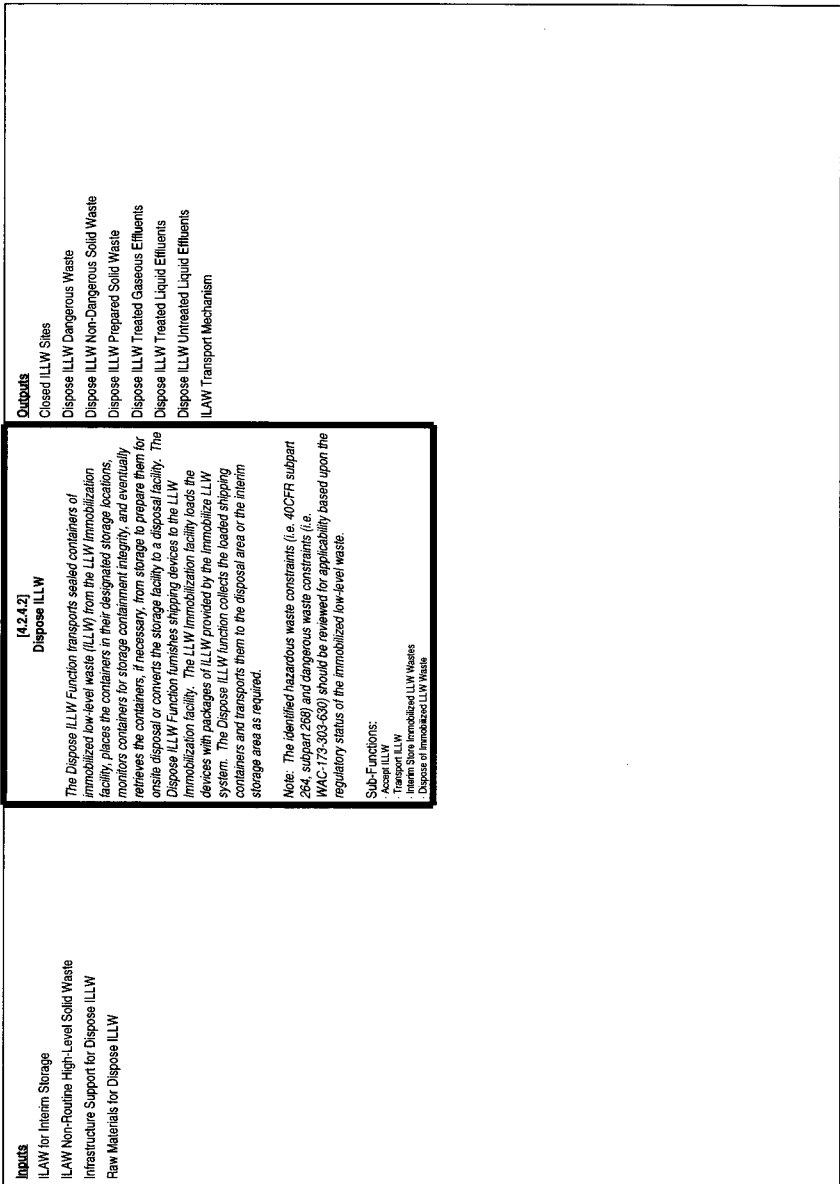 Inputs
ILAW for Interim Storage
ILAW Non-Routine High-Level Solid Waste
Infrastructure Support for Dispose ILLW
Raw Materials for Dispose ILLW
[4.2.4.2]
Dispose ILLW
The Dispose ILLW Function transports sealed containers of
immobilized low-level waste (ILLW) from the LLW Immobilization
facility, places the containers in their designated storage locations,
monitors containers for storage containment integrity, and eventually
retrieves the containers, if necessary, from storage to prepare them for
onsite disposal or converts the storage facility to a disposal facility. The
Dispose ILLW Function furnishes shipping devices to the LLW
Immobilization facility. The LLW Immobilization facility loads the
devices with packages of ILLW provided by the Immobilize LLW
system. The Dispose ILLW function collects the loaded shipping
containers and transports them to the disposal area or the interim
storage area as required.
Note: The identified hazardous waste constraints (i.e. 40CFR subpart
264, subpart 268) and dangerous waste constraints (i.e.
WAC-173-303-630) should be reviewed for applicability based upon the
regulatory status of the immobilized low-level waste.
Sub-Functions:
· Accept ILLW
· Transport ILLW
· Interim Store Immobilized LLW Wastes
· Dispose of Immobilized LLW Waste
Outputs
Closed ILLW Sites
Dispose ILLW Dangerous Waste
Dispose ILLW Non-Dangerous Solid Waste
Dispose ILLW Prepared Solid Waste
Dispose ILLW Treated Gaseous Effluents
Dispose ILLW Treated Liquid Effluents
Dispose ILLW Untreated Liquid Effluents
ILAW Transport Mechanism